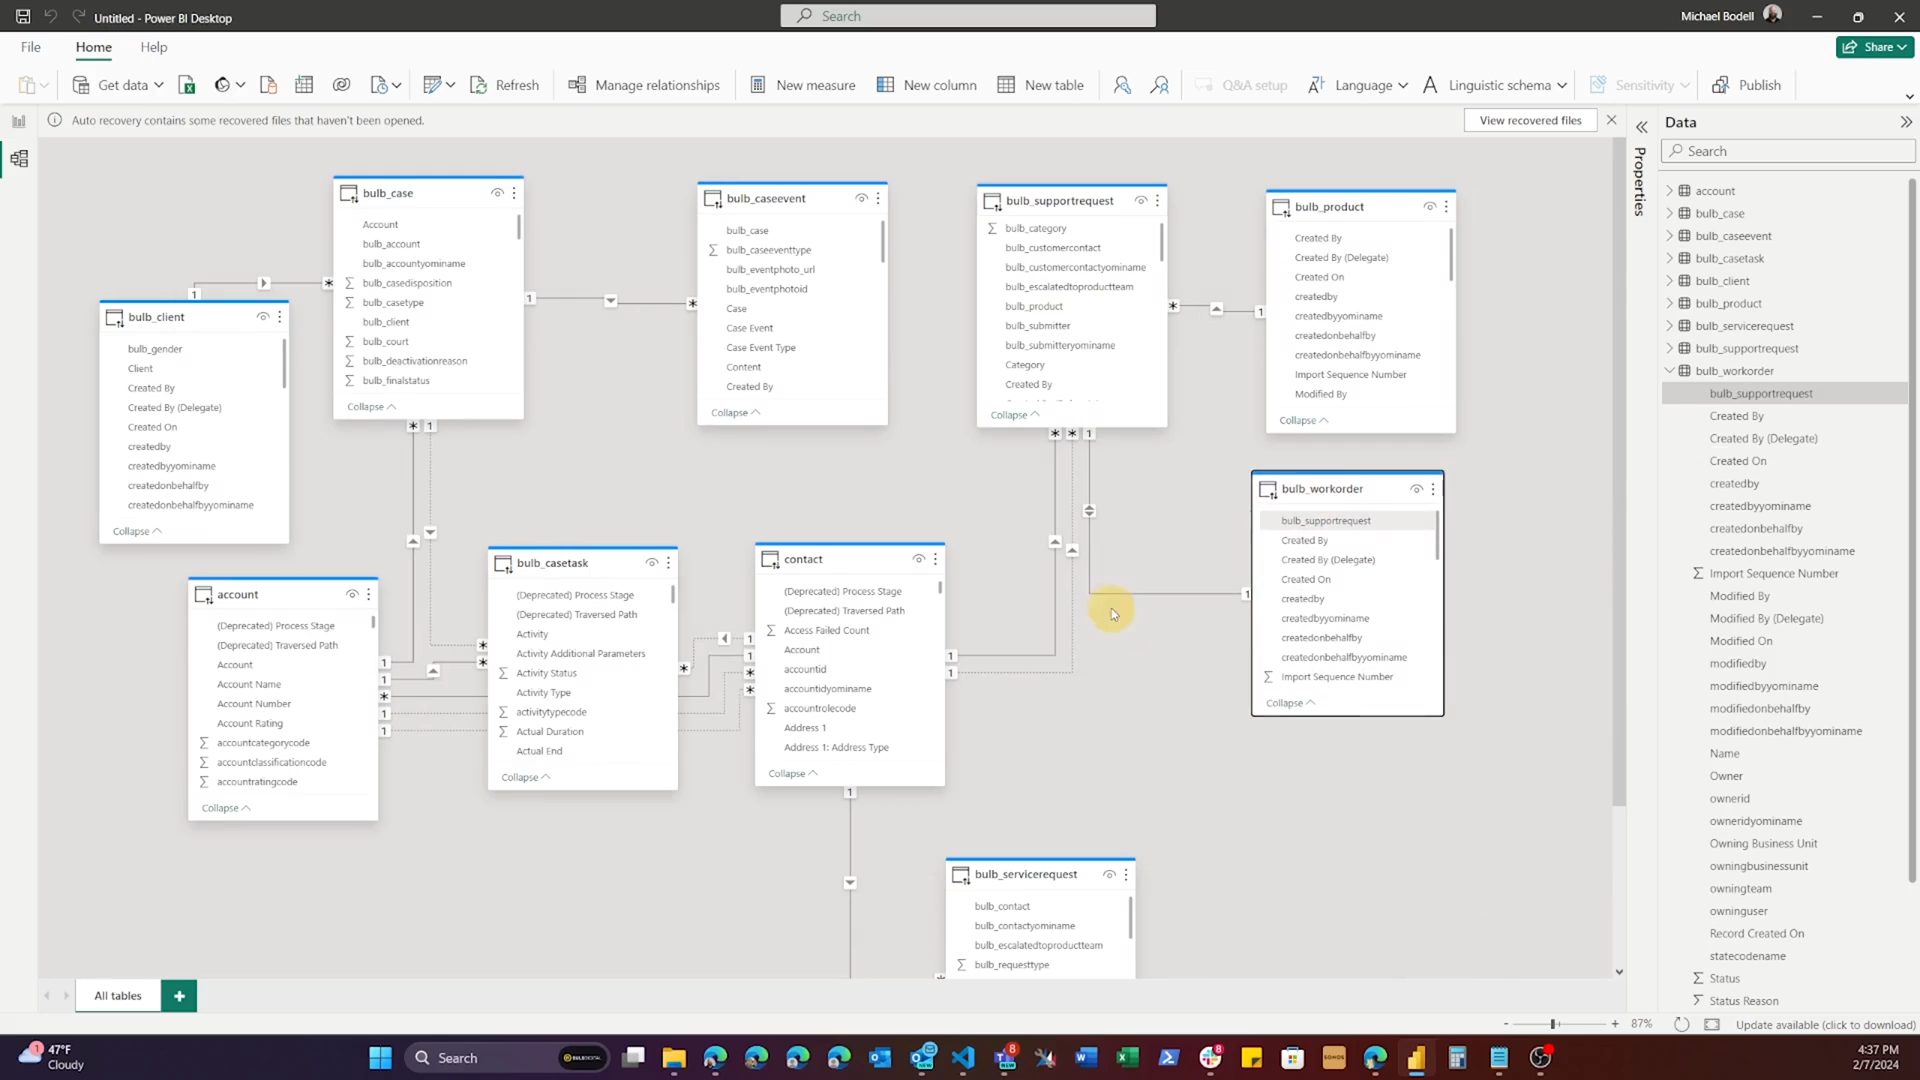 Untitled - Power BI Desktop
Search
Michael Bodell
File
Home
Help
Share
Get data
Refresh
Manage relationships
New measure
New column
New table
Q&A setup
Language
Linguistic schema
Sensitivity
Publish
Auto recovery contains some recovered files that haven't been opened.
View recovered files
bulb_case
Account
bulb_account
bulb_accountyominame
bulb_casedisposition
bulb_casetype
bulb_client
bulb_court
bulb_deactivationreason
bulb_finalstatus
Collapse
bulb_caseevent
bulb_case
bulb_caseeventtype
bulb_eventphoto_url
bulb_eventphotoid
Case
Case Event
Case Event Type
Content
Created By
Collapse
bulb_supportrequest
bulb_category
bulb_customercontact
bulb_customercontactyominame
bulb_escalatedtoproductteam
bulb_product
bulb_submitter
bulb_submitteryominame
Category
Created By
Collapse
bulb_product
Created By
Created By (Delegate)
Created On
createdby
createdbyyominame
createdonbehalfby
createdonbehalfbyyominame
Import Sequence Number
Modified By
Collapse
bulb_client
bulb_gender
Client
Created By
Created By (Delegate)
Created On
createdby
createdbyyominame
createdonbehalfby
createdonbehalfbyyominame
Collapse
bulb_workorder
bulb_supportrequest
Created By
Created By (Delegate)
Created On
createdby
createdbyyominame
createdonbehalfby
createdonbehalfbyyominame
Import Sequence Number
Collapse
account
(Deprecated) Process Stage
(Deprecated) Traversed Path
Account
Account Name
Account Number
Account Rating
accountcategorycode
accountclassificationcode
accountratingcode
Collapse
bulb_casetask
(Deprecated) Process Stage
(Deprecated) Traversed Path
Activity
Activity Additional Parameters
Activity Status
Activity Type
activitytypecode
Actual Duration
Actual End
Collapse
contact
(Deprecated) Process Stage
(Deprecated) Traversed Path
Access Failed Count
Account
accountid
accountidyominame
accountrolecode
Address 1
Address 1: Address Type
Collapse
bulb_servicerequest
bulb_contact
bulb_contactyominame
bulb_escalatedtoproductteam
bulb_requesttype
Properties
Data
Search
account
bulb_case
bulb_caseevent
bulb_casetask
bulb_client
bulb_product
bulb_servicerequest
bulb_supportrequest
bulb_workorder
bulb_supportrequest
Created By
Created By (Delegate)
Created On
createdby
createdbyyominame
createdonbehalfby
createdonbehalfbyyominame
Import Sequence Number
Modified By
Modified By (Delegate)
Modified On
modifiedby
modifiedbyyominame
modifiedonbehalfby
modifiedonbehalfbyyominame
Name
Owner
ownerid
owneridyominame
Owning Business Unit
owningbusinessunit
owningteam
owninguser
Record Created On
statecodename
Status
Status Reason
All tables
87%
Update available (click to download)
47°F
Cloudy
Search
4:37 PM
2/7/2024